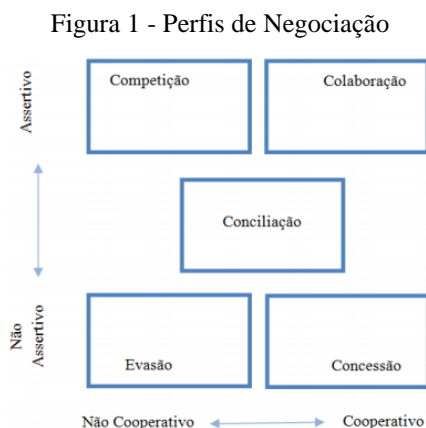 Figura 1 - Perfis de Negociação
Assertivo
Competição
Colaboração
Conciliação
Não
Assertivo
Evasão
Concessão
Não Cooperativo
Cooperativo